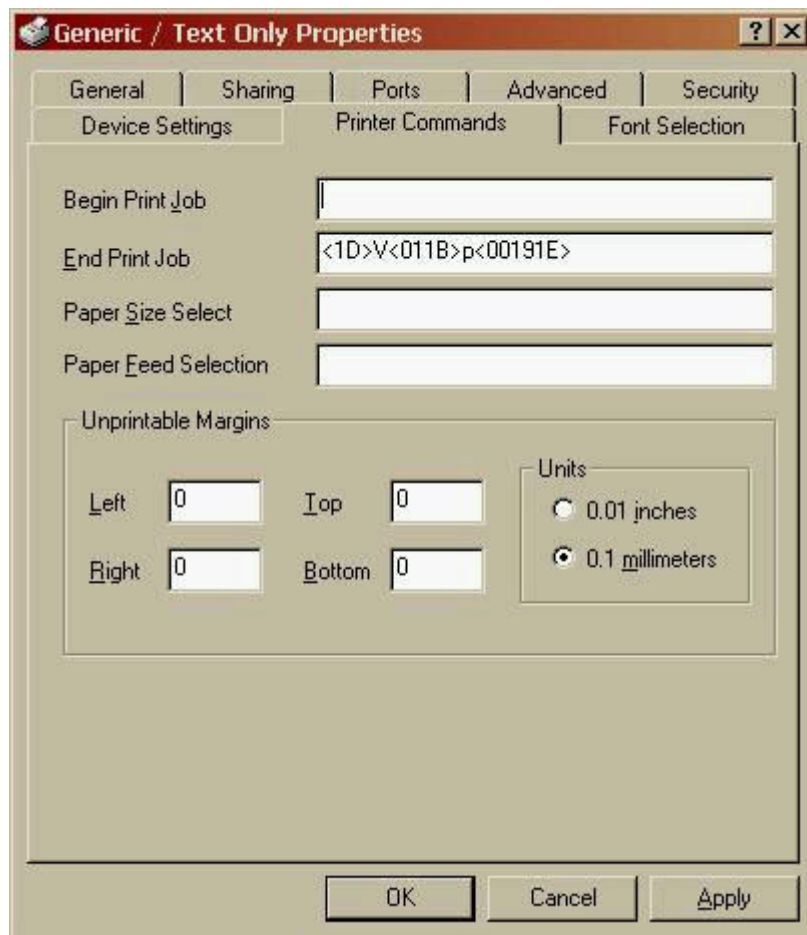 Generic / Text Only Properties
General Sharing Ports Advanced Security
Device Settings Printer Commands Font Selection
Begin Print Job
End Print Job <1D>V<011B>p<00191E>
Paper Size Select
Paper Feed Selection
Unprintable Margins
Units
Left 0 Top 0 0.01 inches
Right 0 Bottom 0 0.1 millimeters
OK Cancel Apply